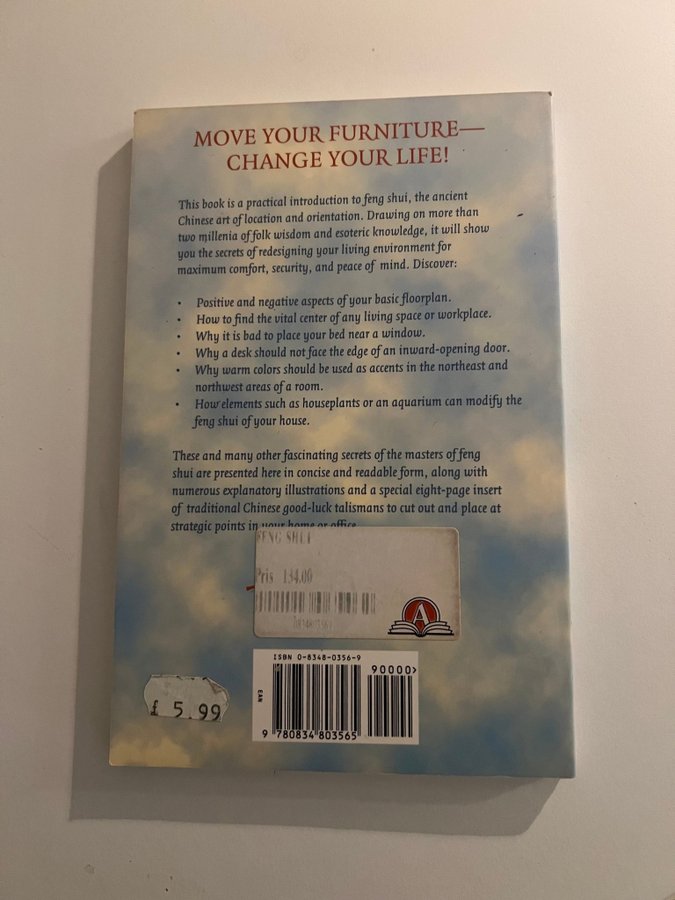 MOVE YOUR FURNITURE—
CHANGE YOUR LIFE!
This book is a practical introduction to feng shui, the ancient
Chinese art of location and orientation. Drawing on more than
two millenia of folk wisdom and esoteric knowledge, it will show
you the secrets of redesigning your living environment for
maximum comfort, security, and peace of mind. Discover:
• Positive and negative aspects of your basic floorplan.
• How to find the vital center of any living space or workplace.
• Why it is bad to place your bed near a window.
• Why a desk should not face the edge of an inward-opening door.
• Why warm colors should be used as accents in the northeast and
northwest areas of a room.
• How elements such as houseplants or an aquarium can modify the
feng shui of your house.
These and many other fascinating secrets of the masters of feng
shui are presented here in concise and readable form, along with
numerous explanatory illustrations and a special eight-page insert
of traditional Chinese good-luck talismans to cut out and place at
strategic points in your home or office.
FENG SHUI
Pris 134.00
A
ISBN 0-8348-0356-9
90000>
EAN
9 780834 803565
£ 5.99